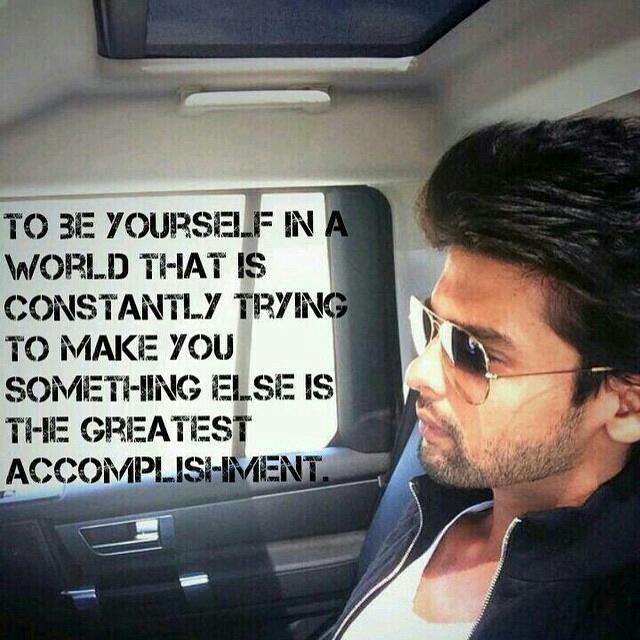 TO BE YOURSELF IN A
WORLD THAT IS
CONSTANTLY TRYING
TO MAKE YOU
SOMETHING ELSE IS
THE GREATEST
ACCOMPLISHMENT.